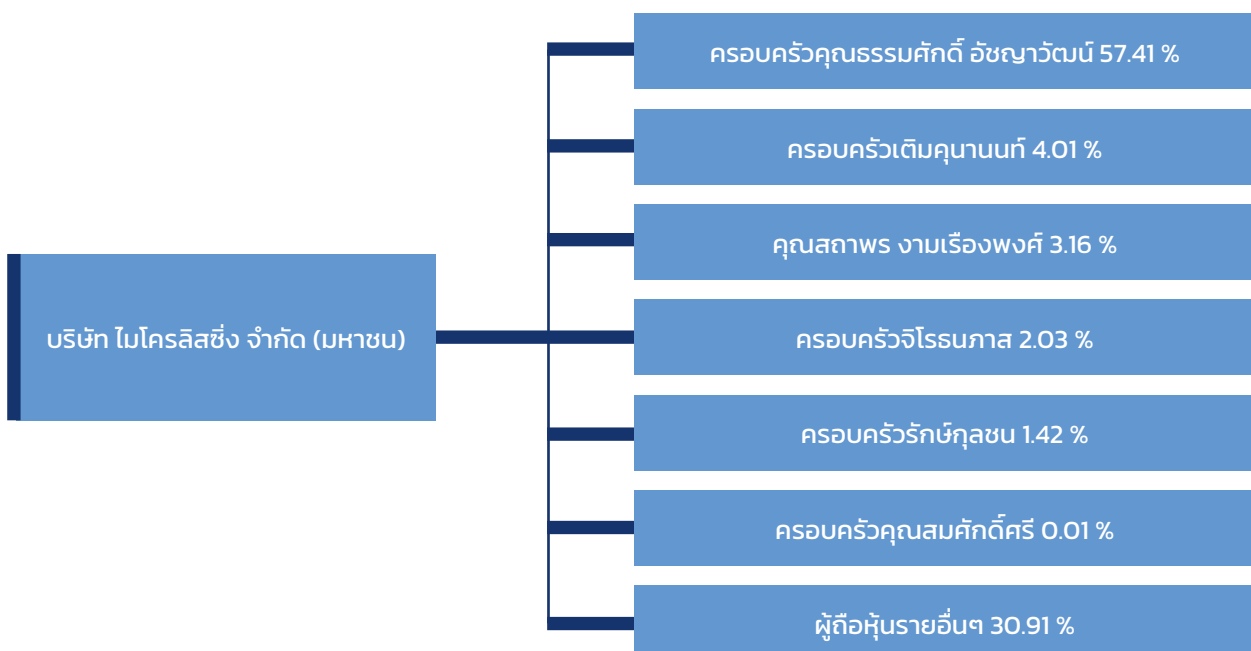 ครอบครัวคุณธรรมศักดิ์ อัชญาวัฒน์ 57.41 %
ครอบครัวเติมคุนานนท์ 4.01 %
คุณสถาพร งามเรืองพงศ์ 3.16 %
บริษัท ไมโครลิสซิ่ง จำกัด (มหาชน)
ครอบครัวจิโรธนภาส 2.03 %
ครอบครัวรักษ์กุลชน 1.42 %
ครอบครัวคุณสมศักดิ์ศรี 0.01 %
ผู้ถือหุ้นรายอื่นๆ 30.91 %